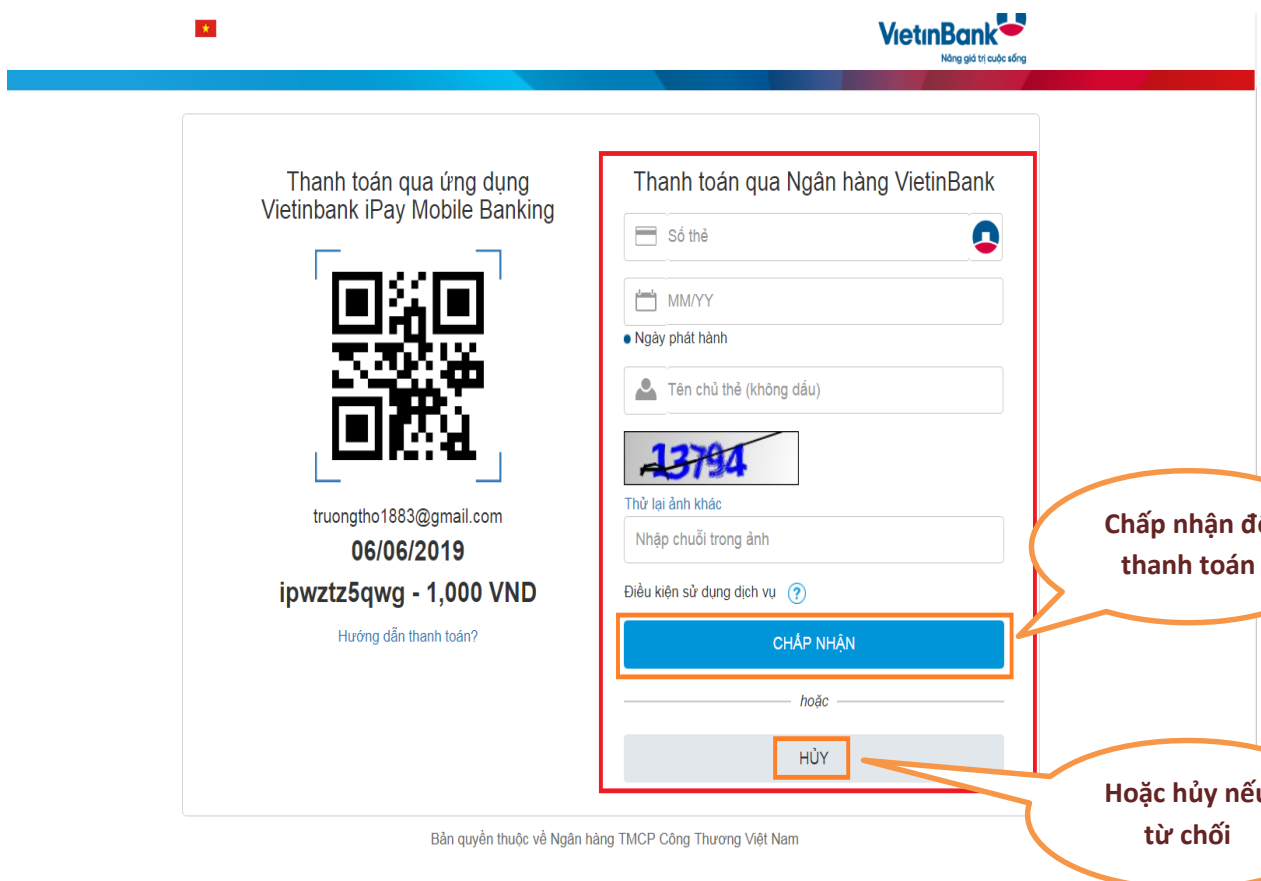 VietinBank
Nâng giá trị cuộc sống
Thanh toán qua ứng dụng
Vietinbank iPay Mobile Banking
truongtho1883@gmail.com
06/06/2019
ipwztz5qwg - 1,000 VND
Hướng dẫn thanh toán?
Thanh toán qua Ngân hàng VietinBank
Số thẻ
MM/YY
Ngày phát hành
Tên chủ thẻ (không dấu)
13794
Thử lại ảnh khác
Nhập chuỗi trong ảnh
Điều kiện sử dụng dịch vụ ?
CHẤP NHẬN
hoặc
HỦY
Chấp nhận
thanh toán
Hoặc hủy
từ chối
Bản quyền thuộc về Ngân hàng TMCP Công Thương Việt Nam